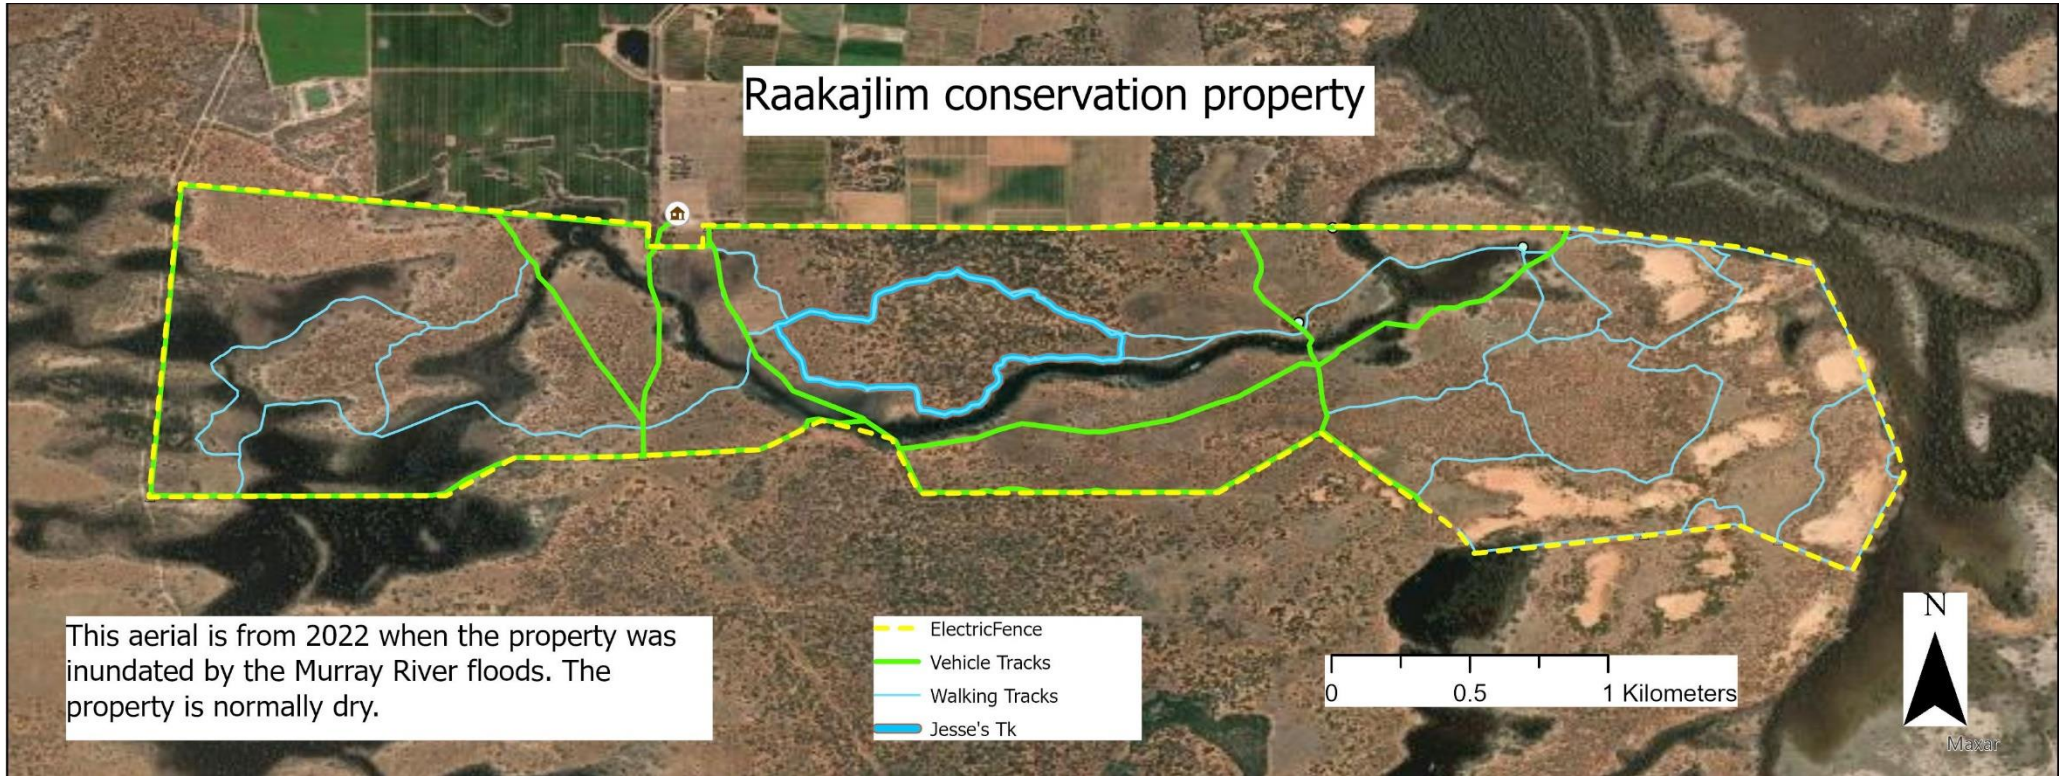 Raakajlim conservation property
This aerial is from 2022 when the property was
inundated by the Murray River floods. The
property is normally dry.
ElectricFence
Vehicle Tracks
Walking Tracks
Jesse's Tk
0 0.5 1 Kilometers
N
Maxar